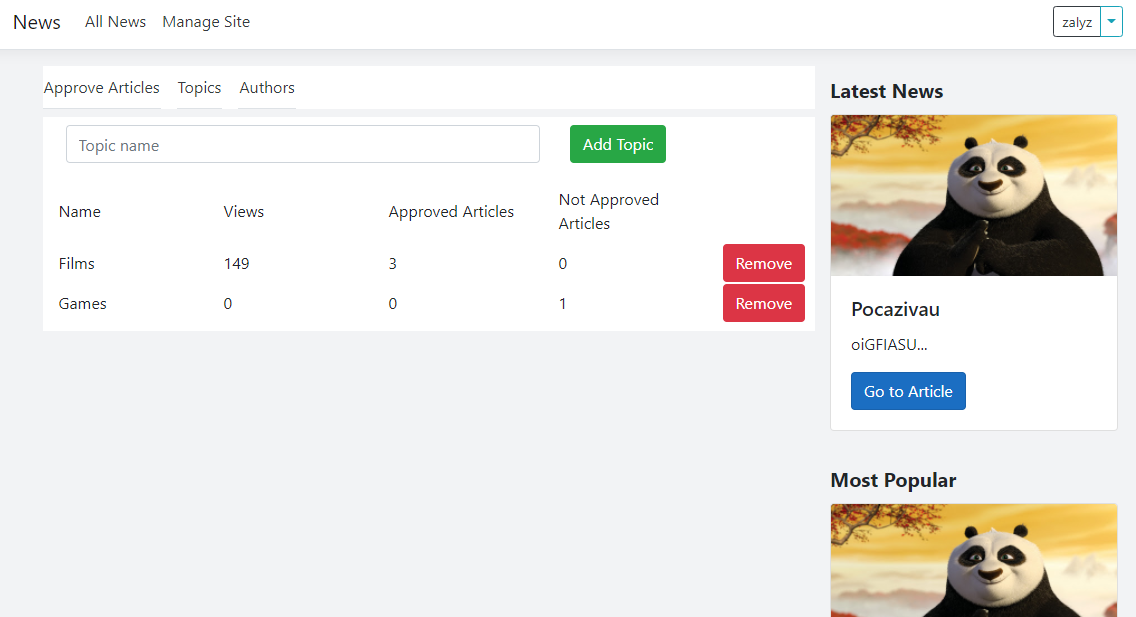 News All News Manage Site zalyz
Approve Articles Topics Authors
Topic name Add Topic
Name Views Approved Articles Not Approved
Articles
Films 149 3 0 Remove
Games 0 0 1 Remove
Latest News
Pocazivau
oiGFIASU...
Go to Article
Most Popular